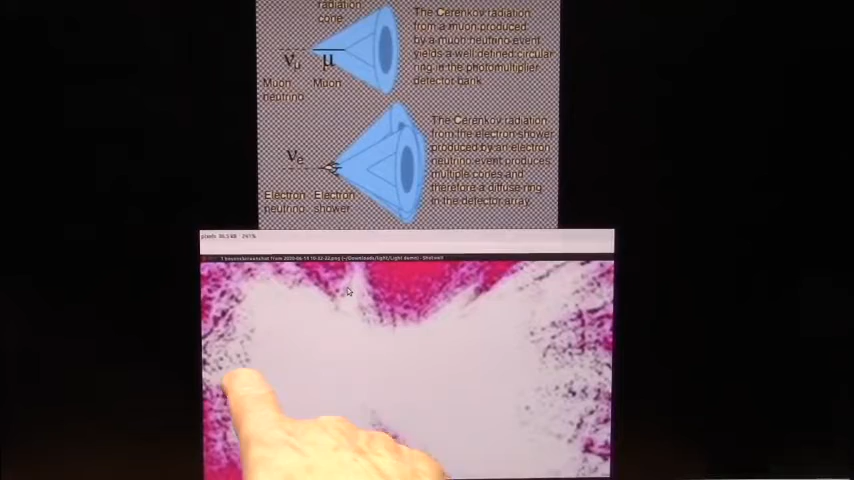 radiation
cone
The Cerenkov radiation
from a muon produced
by a muon neutrino event
yields a well defined circular
ring in the photomultiplier
detector bank.
νμ μ
Muon Muon
neutrino
The Cerenkov radiation
from the electron shower
produced by an electron
neutrino event produces
multiple cones and
therefore a diffuse ring
in the detector array.
νe
Electron Electron
neutrino shower
pixels